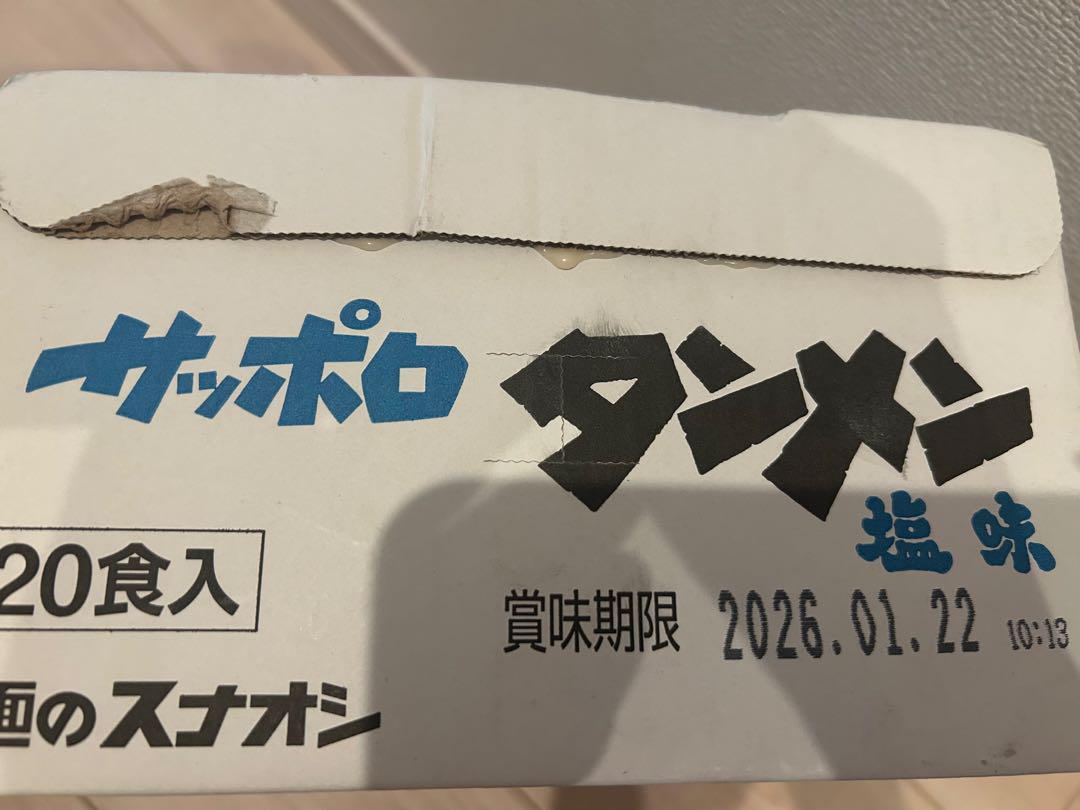 サッポロ タンメン
塩味
20食入
賞味期限 2026.01.22 10:13
麺のスナオシ